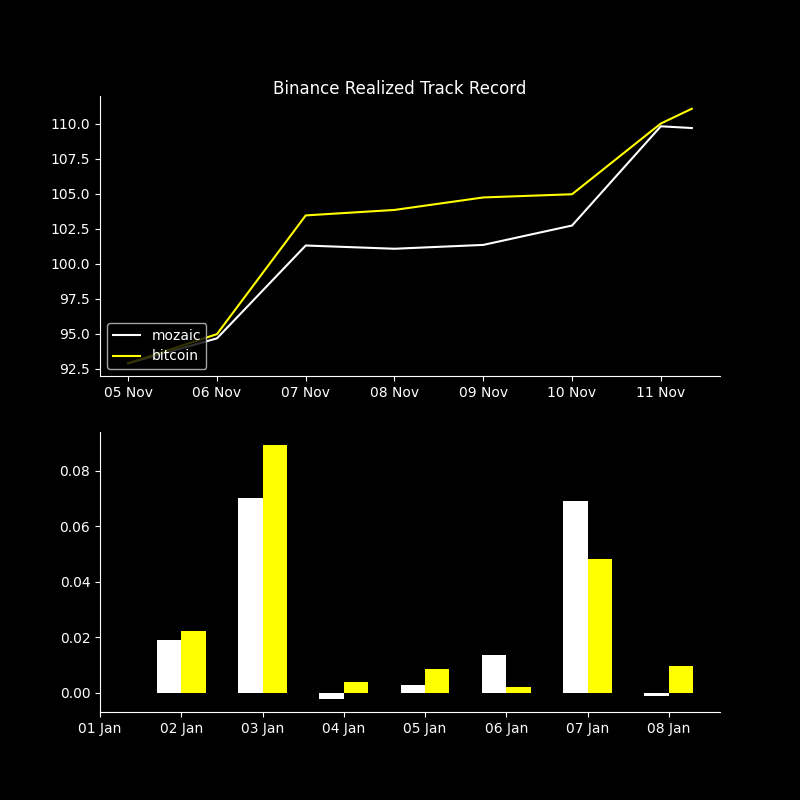 Binance Realized Track Record
110.0
107.5
105.0
102.5
100.0
97.5
95.0
92.5
mozaic
bitcoin
05 Nov 06 Nov 07 Nov 08 Nov 09 Nov 10 Nov 11 Nov
0.08
0.06
0.04
0.02
0.00
01 Jan 02 Jan 03 Jan 04 Jan 05 Jan 06 Jan 07 Jan 08 Jan